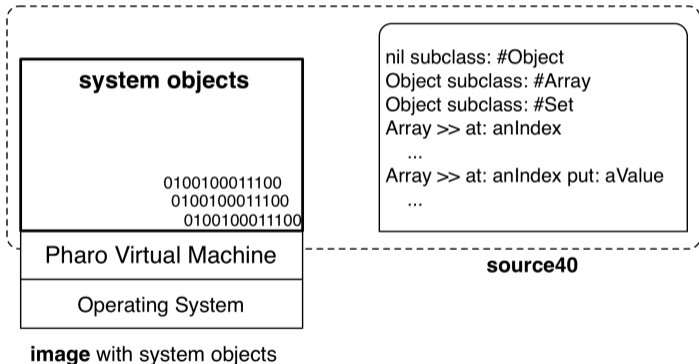 system objects
0100100011100
0100100011100
0100100011100
Pharo Virtual Machine
Operating System
image with system objects
nil subclass: #Object
Object subclass: #Array
Object subclass: #Set
Array >> at: anIndex
...
Array >> at: anIndex put: aValue
...
source40